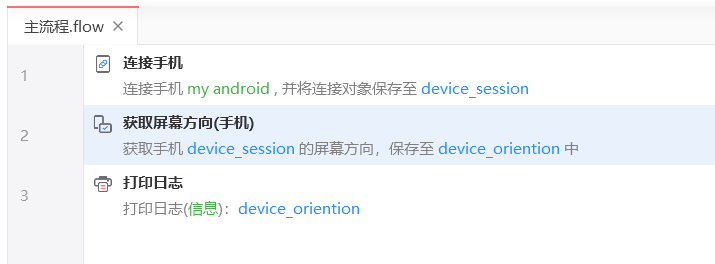 主流程.flow
1
连接手机
连接手机 my android , 并将连接对象保存至 device_session
2
获取屏幕方向(手机)
获取手机 device_session 的屏幕方向，保存至 device_oriention 中
3
打印日志
打印日志(信息)： device_oriention